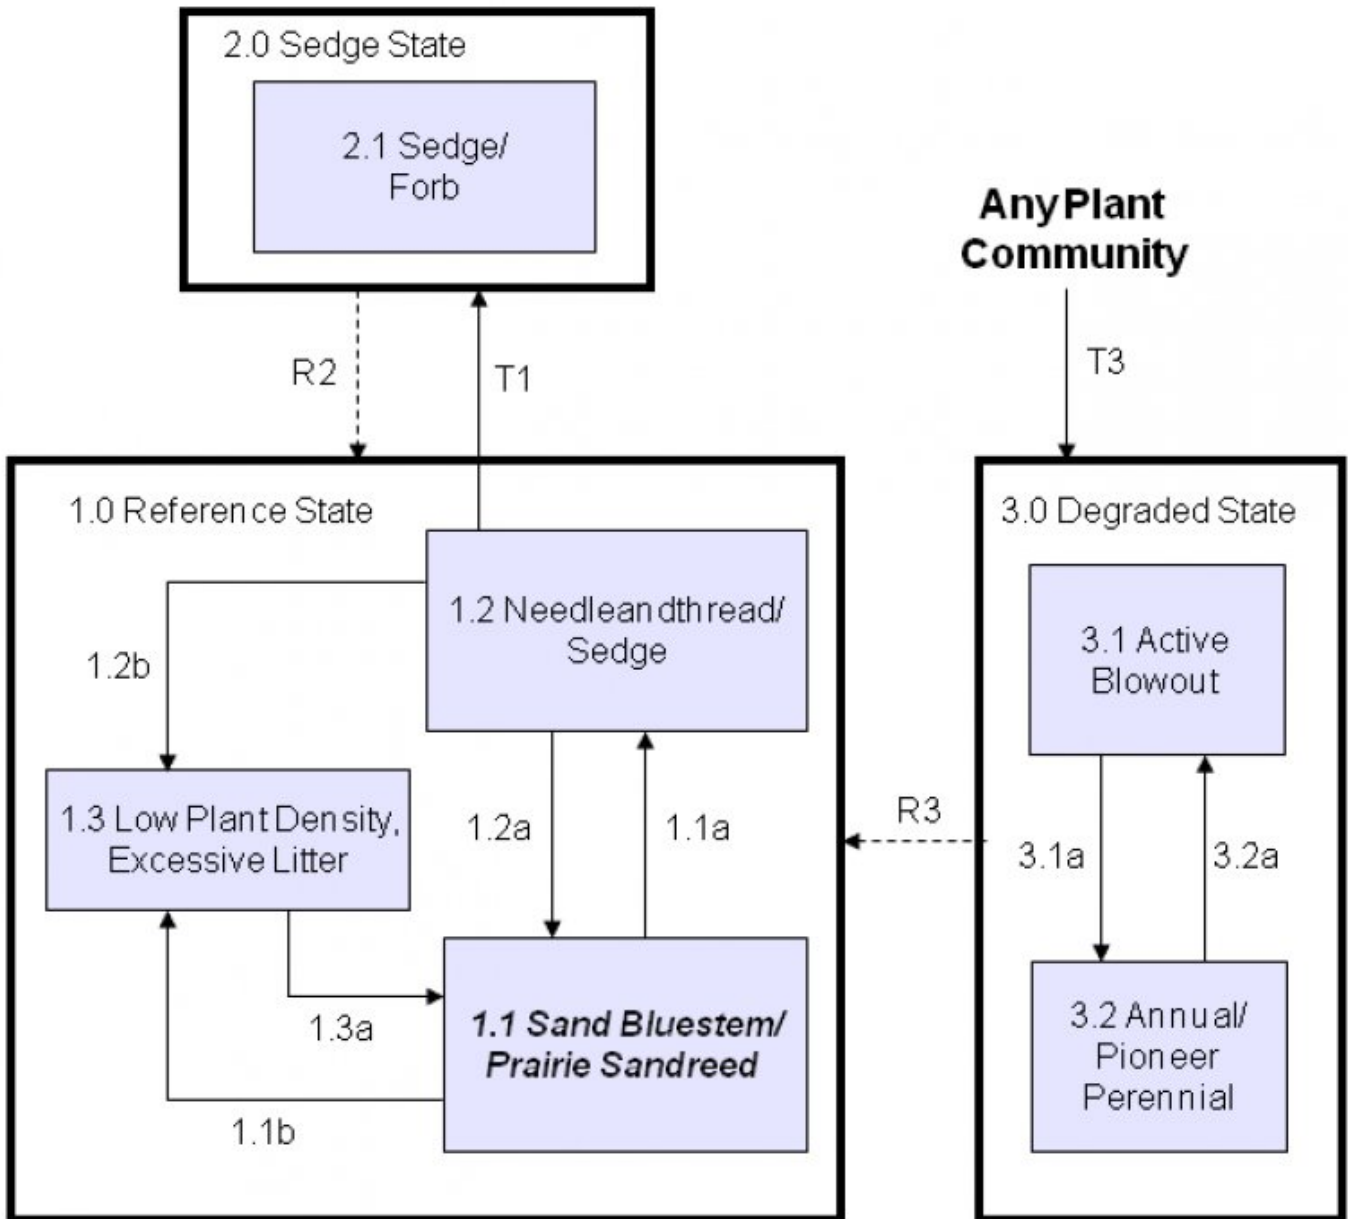 2.0 Sedge State
2.1 Sedge/
Forb
Any Plant
Community
R2
T1
T3
1.0 Reference State
1.2 Needleandthread/
Sedge
1.2b
1.3 Low Plant Density,
Excessive Litter
1.2a
1.1a
1.3a
1.1 Sand Bluestem/
Prairie Sandreed
1.1b
R3
3.0 Degraded State
3.1 Active
Blowout
3.1a
3.2a
3.2 Annual/
Pioneer
Perennial